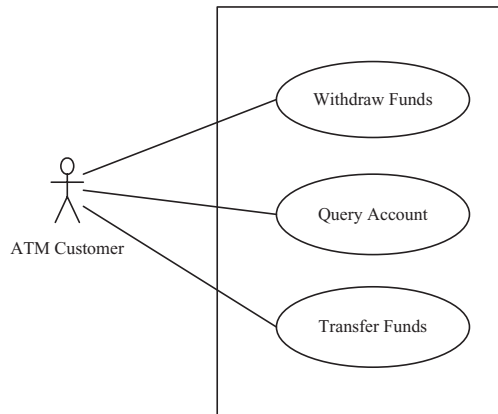 Withdraw Funds
Query Account
ATM Customer
Transfer Funds